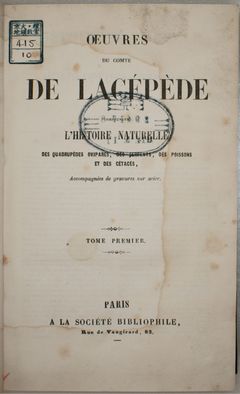 415
10
ŒUVRES
DU COMTE
DE LACÉPÈDE
L'HISTOIRE NATURELLE
DES QUADRUPÈDES OVIPARES, DES SERPENTS, DES POISSONS
ET DES CÉTACÉS,
Accompagnées de gravures sur acier.
TOME PREMIER.
PARIS
A LA SOCIÉTÉ BIBLIOPHILE,
Rue de Vaugirard, 82.